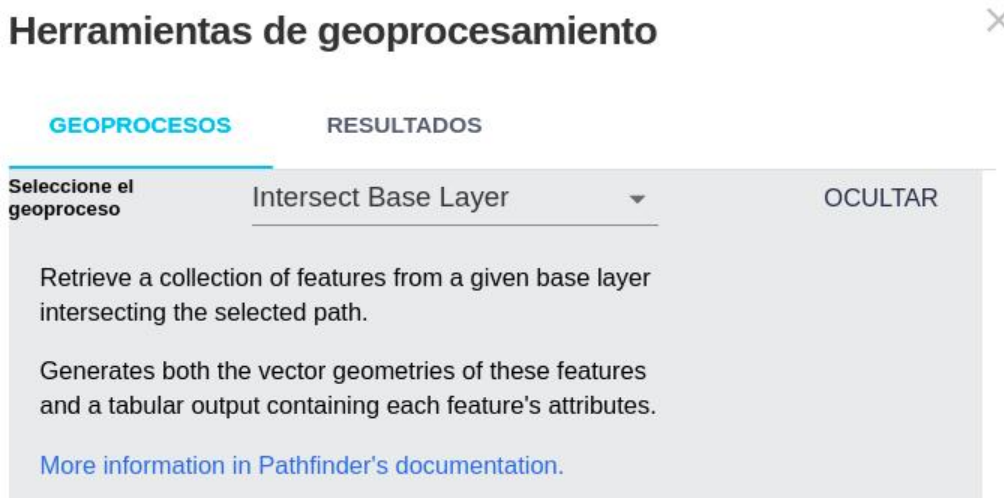 Herramientas de geoprocesamiento
GEOPROCESOS
RESULTADOS
Seleccione el
geoproceso
Intersect Base Layer
OCULTAR
Retrieve a collection of features from a given base layer
intersecting the selected path.
Generates both the vector geometries of these features
and a tabular output containing each feature's attributes.
More information in Pathfinder's documentation.